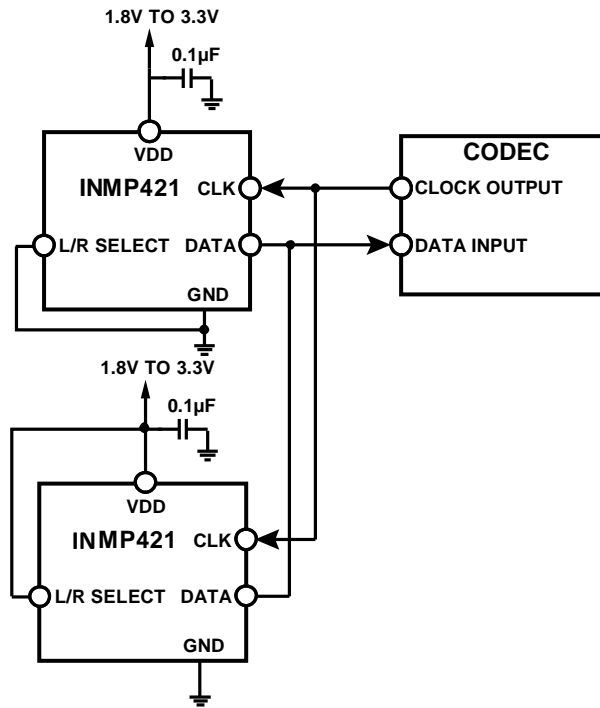 1.8V TO 3.3V
0.1µF
VDD
INMP421
CLK
L/R SELECT
DATA
GND
CODEC
CLOCK OUTPUT
DATA INPUT
1.8V TO 3.3V
0.1µF
VDD
INMP421
CLK
L/R SELECT
DATA
GND